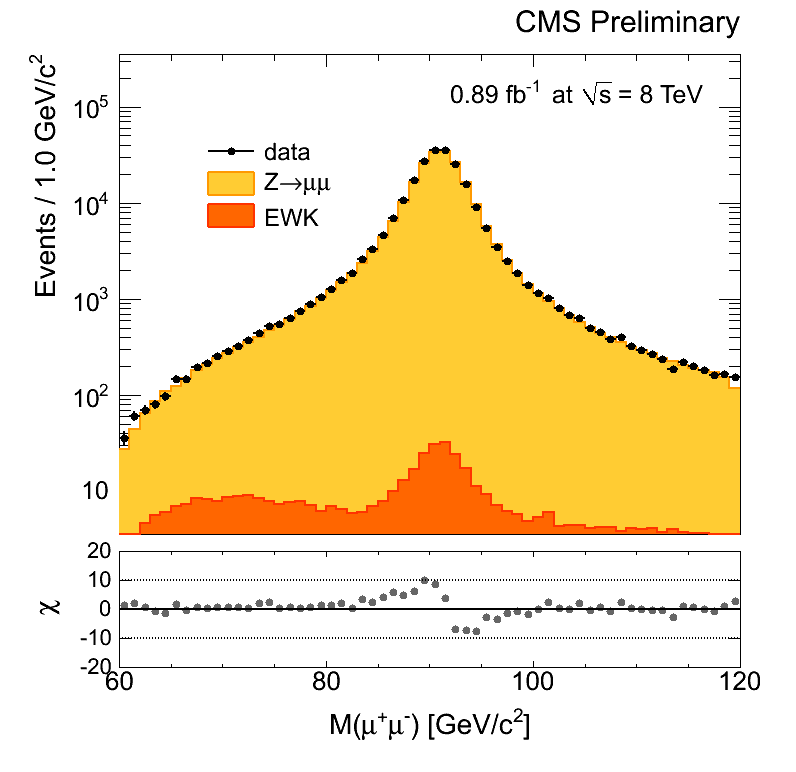 CMS Preliminary
0.89 fb⁻¹ at √s = 8 TeV
data
Z→μμ
EWK
Events / 1.0 GeV/c²
10⁵
10⁴
10³
10²
10
20
10
0
-10
-20
χ
60
80
100
120
M(μ⁺μ⁻) [GeV/c²]